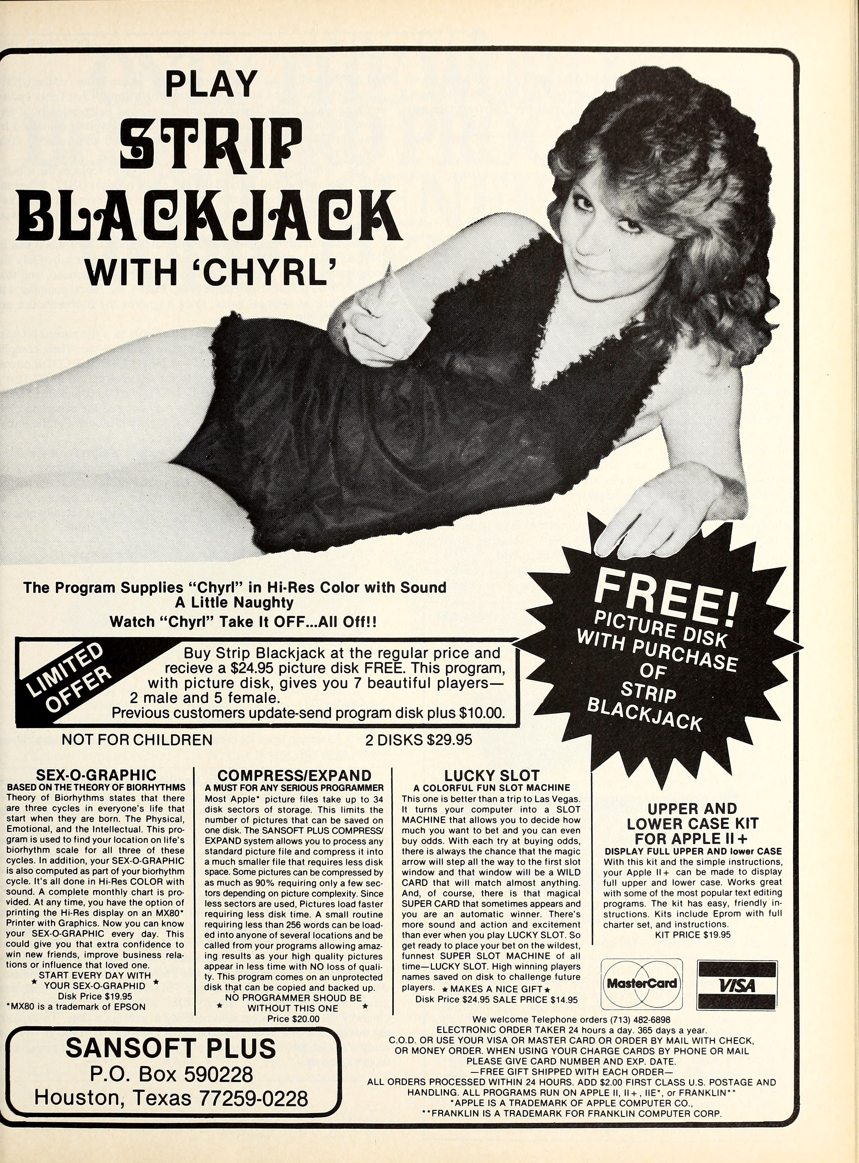 PLAY
STRIP
BLACKJACK
WITH ‘CHYRL’
The Program Supplies “Chyrl” in Hi-Res Color with Sound
A Little Naughty
Watch “Chyrl” Take It OFF...All Off!!
FREE!
PICTURE DISK
WITH PURCHASE
OF
STRIP
BLACKJACK
LIMITED
OFFER
Buy Strip Blackjack at the regular price and
recieve a $24.95 picture disk FREE. This program,
with picture disk, gives you 7 beautiful players—
2 male and 5 female.
Previous customers update-send program disk plus $10.00.
NOT FOR CHILDREN 2 DISKS $29.95
SEX-O-GRAPHIC
BASED ON THE THEORY OF BIORHYTHMS
Theory of Biorhythms states that there
are three cycles in everyone's life that
start when they are born. The Physical,
Emotional, and the Intellectual. This pro-
gram is used to find your location on life's
biorhythm scale for all three of these
cycles. In addition, your SEX-O-GRAPHIC
is also computed as part of your biorhythm
cycle. It's all done in Hi-Res COLOR with
sound. A complete monthly chart is pro-
vided. At any time, you have the option of
printing the Hi-Res display on an MX80*
Printer with Graphics. Now you can know
your SEX-O-GRAPHIC every day. This
could give you that extra confidence to
win new friends, improve business rela-
tions or influence that loved one.
START EVERY DAY WITH
★ YOUR SEX-O-GRAPHID ★
Disk Price $19.95
*MX80 is a trademark of EPSON
COMPRESS/EXPAND
A MUST FOR ANY SERIOUS PROGRAMMER
Most Apple* picture files take up to 34
disk sectors of storage. This limits the
number of pictures that can be saved on
one disk. The SANSOFT PLUS COMPRESS/
EXPAND system allows you to process any
standard picture file and compress it into
a much smaller file that requires less disk
space. Some pictures can be compressed by
as much as 90% requiring only a few sec-
tors depending on picture complexity. Since
less sectors are used, Pictures load faster
requiring less disk time. A small routine
requiring less than 256 words can be load-
ed into anyone of several locations and be
called from your programs allowing amaz-
ing results as your high quality pictures
appear in less time with NO loss of quali-
ty. This program comes on an unprotected
disk that can be copied and backed up.
NO PROGRAMMER SHOUD BE
★ WITHOUT THIS ONE ★
Price $20.00
LUCKY SLOT
A COLORFUL FUN SLOT MACHINE
This one is better than a trip to Las Vegas.
It turns your computer into a SLOT
MACHINE that allows you to decide how
much you want to bet and you can even
buy odds. With each try at buying odds,
there is always the chance that the magic
arrow will step all the way to the first slot
window and that window will be a WILD
CARD that will match almost anything.
And, of course, there is that magical
SUPER CARD that sometimes appears and
you are an automatic winner. There's
more sound and action and excitement
than ever when you play LUCKY SLOT. So
get ready to place your bet on the wildest,
funnest SUPER SLOT MACHINE of all
time—LUCKY SLOT. High winning players
names saved on disk to challenge future
players. ★ MAKES A NICE GIFT ★
Disk Price $24.95 SALE PRICE $14.95
UPPER AND
LOWER CASE KIT
FOR APPLE II +
DISPLAY FULL UPPER AND lower CASE
With this kit and the simple instructions,
your Apple II+ can be made to display
full upper and lower case. Works great
with some of the most popular text editing
programs. The kit has easy, friendly in-
structions. Kits include Eprom with full
charter set, and instructions.
KIT PRICE $19.95
MasterCard
VISA
SANSOFT PLUS
P.O. Box 590228
Houston, Texas 77259-0228
We welcome Telephone orders (713) 482-6898
ELECTRONIC ORDER TAKER 24 hours a day. 365 days a year.
C.O.D. OR USE YOUR VISA OR MASTER CARD OR ORDER BY MAIL WITH CHECK,
OR MONEY ORDER. WHEN USING YOUR CHARGE CARDS BY PHONE OR MAIL
PLEASE GIVE CARD NUMBER AND EXP. DATE.
—FREE GIFT SHIPPED WITH EACH ORDER—
ALL ORDERS PROCESSED WITHIN 24 HOURS. ADD $2.00 FIRST CLASS U.S. POSTAGE AND
HANDLING. ALL PROGRAMS RUN ON APPLE II, II+, IIE*, or FRANKLIN**
*APPLE IS A TRADEMARK OF APPLE COMPUTER CO.,
**FRANKLIN IS A TRADEMARK FOR FRANKLIN COMPUTER CORP.